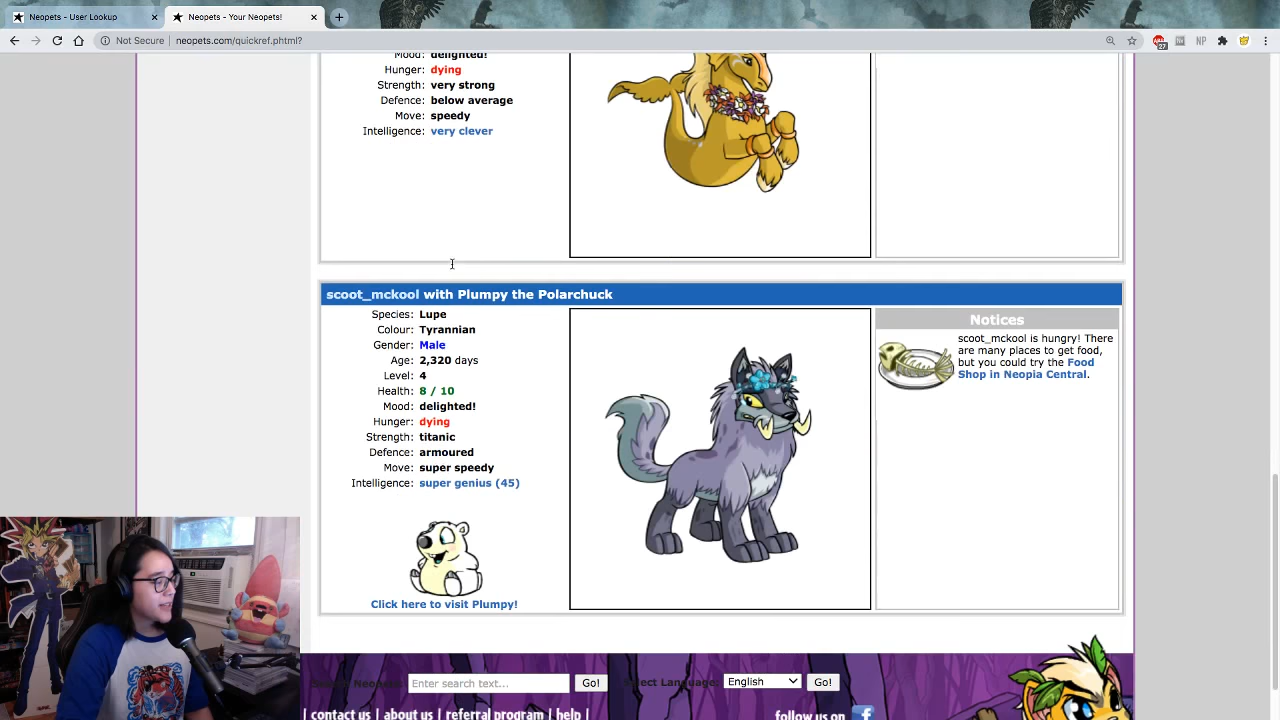 Neopets - User Lookup
Neopets - Your Neopets!
Not Secure
neopets.com/quickref.phtml?
27
NP
Mood: delighted!
Hunger: dying
Strength: very strong
Defence: below average
Move: speedy
Intelligence: very clever
scoot_mckool with Plumpy the Polarchuck
Species: Lupe
Colour: Tyrannian
Gender: Male
Age: 2,320 days
Level: 4
Health: 8 / 10
Mood: delighted!
Hunger: dying
Strength: titanic
Defence: armoured
Move: super speedy
Intelligence: super genius (45)
Click here to visit Plumpy!
Notices
scoot_mckool is hungry! There
are many places to get food,
but you could try the Food
Shop in Neopia Central.
Enter search text...
Go!
Select Language:
English
Go!
| contact us | about us | referral program | help |
follow us on